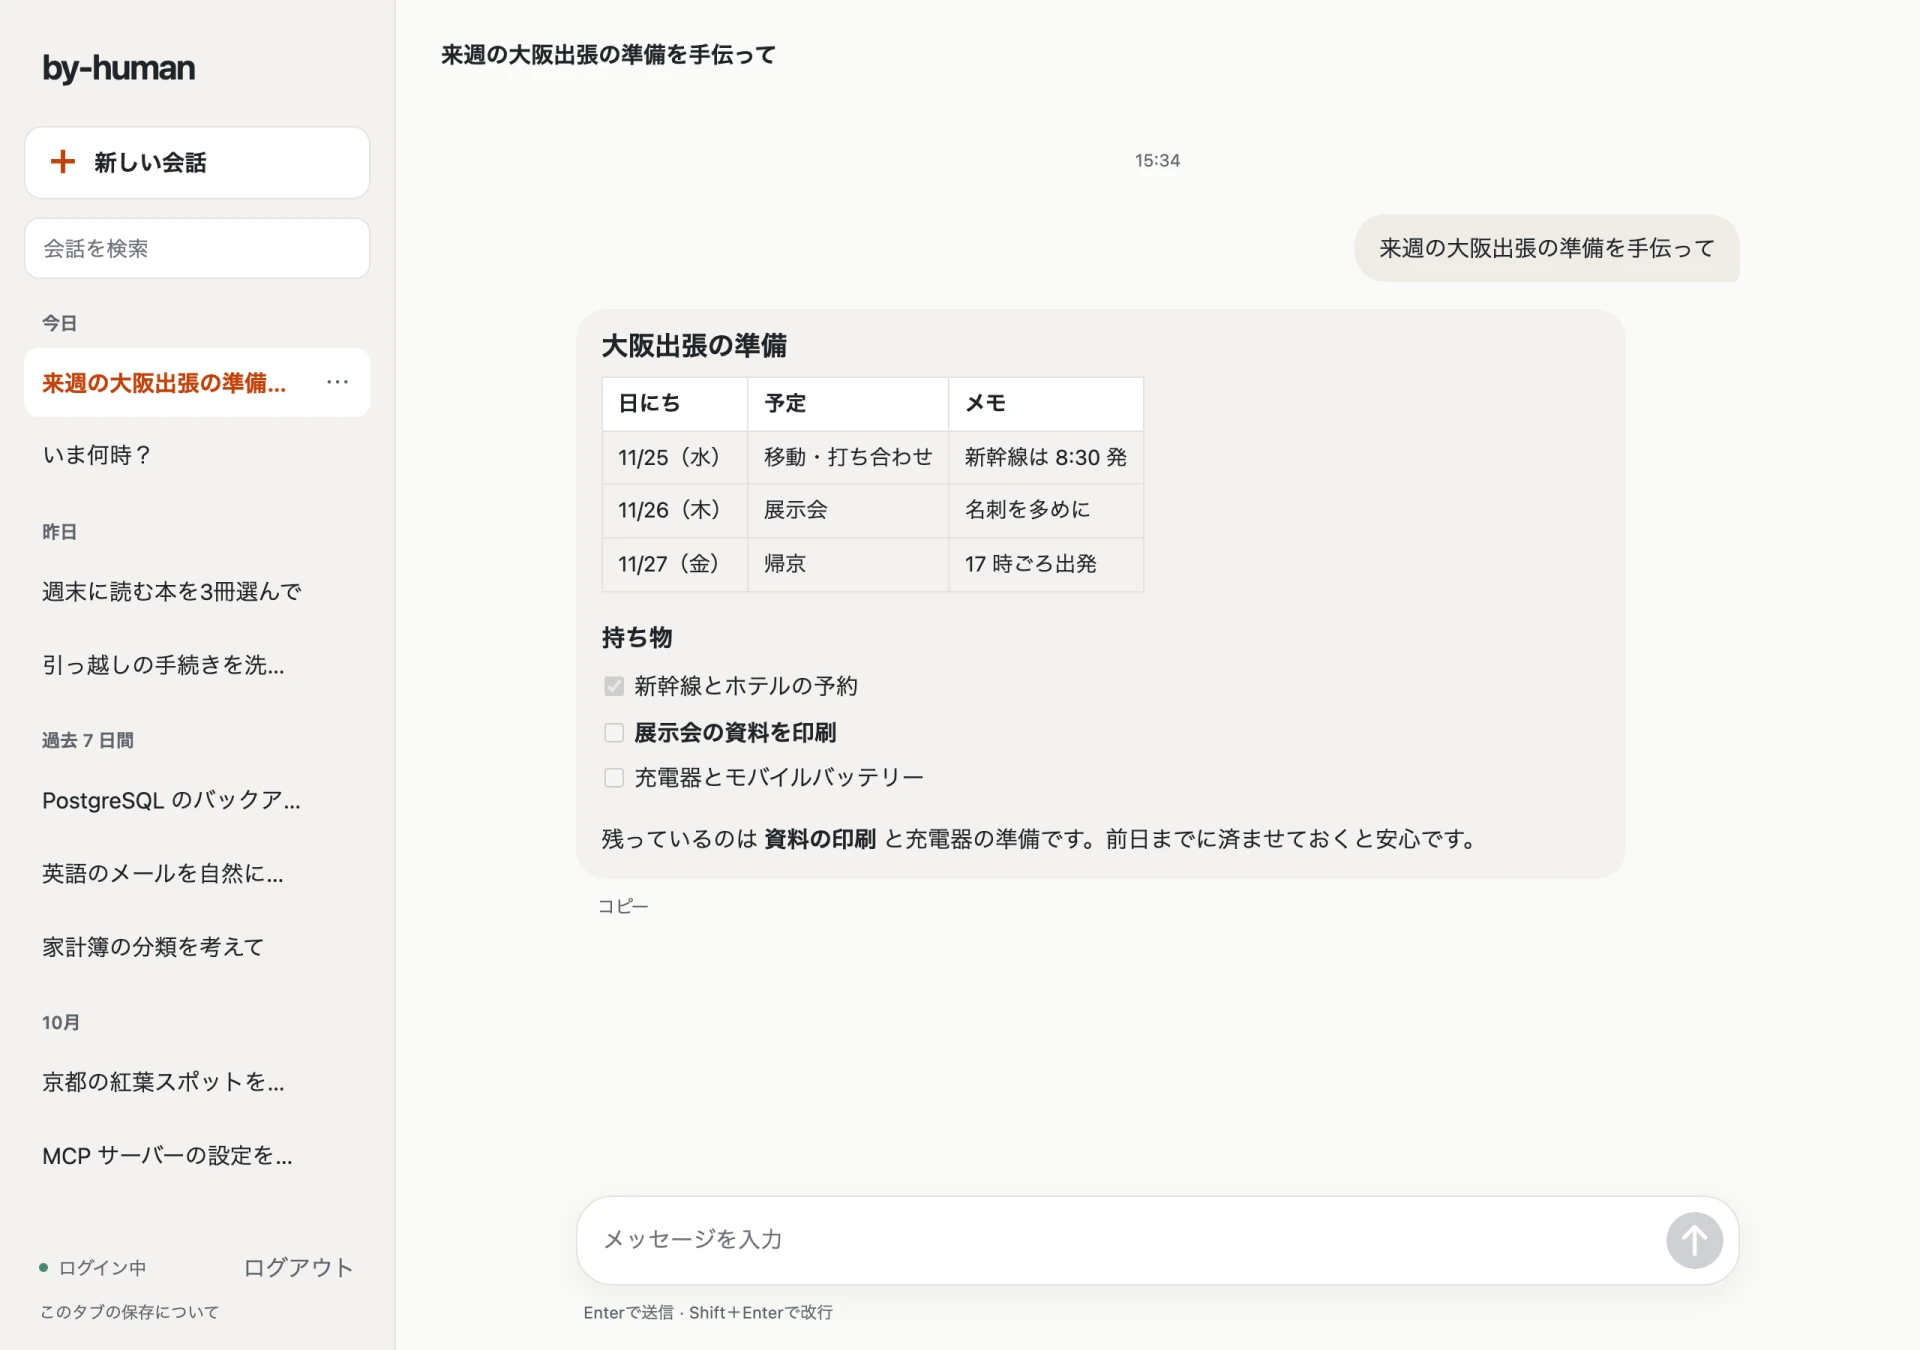 by-human
新しい会話
会話を検索
今日
来週の大阪出張の準備...
いま何時？
昨日
週末に読む本を3冊選んで
引っ越しの手続きを洗...
過去 7 日間
PostgreSQL のバックア...
英語のメールを自然に...
家計簿の分類を考えて
10月
京都の紅葉スポットを...
MCP サーバーの設定を...
ログイン中 ログアウト
このタブの保存について
来週の大阪出張の準備を手伝って
15:34
来週の大阪出張の準備を手伝って
大阪出張の準備
日にち 予定 メモ
11/25（水） 移動・打ち合わせ 新幹線は 8:30 発
11/26（木） 展示会 名刺を多めに
11/27（金） 帰京 17 時ごろ出発
持ち物
新幹線とホテルの予約
展示会の資料を印刷
充電器とモバイルバッテリー
残っているのは 資料の印刷 と充電器の準備です。前日までに済ませておくと安心です。
コピー
メッセージを入力
Enterで送信 · Shift＋Enterで改行